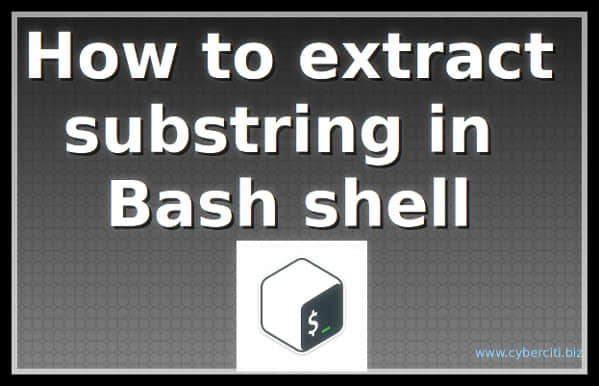 How to extract
substring in
Bash shell
$_
www.cyberciti.biz